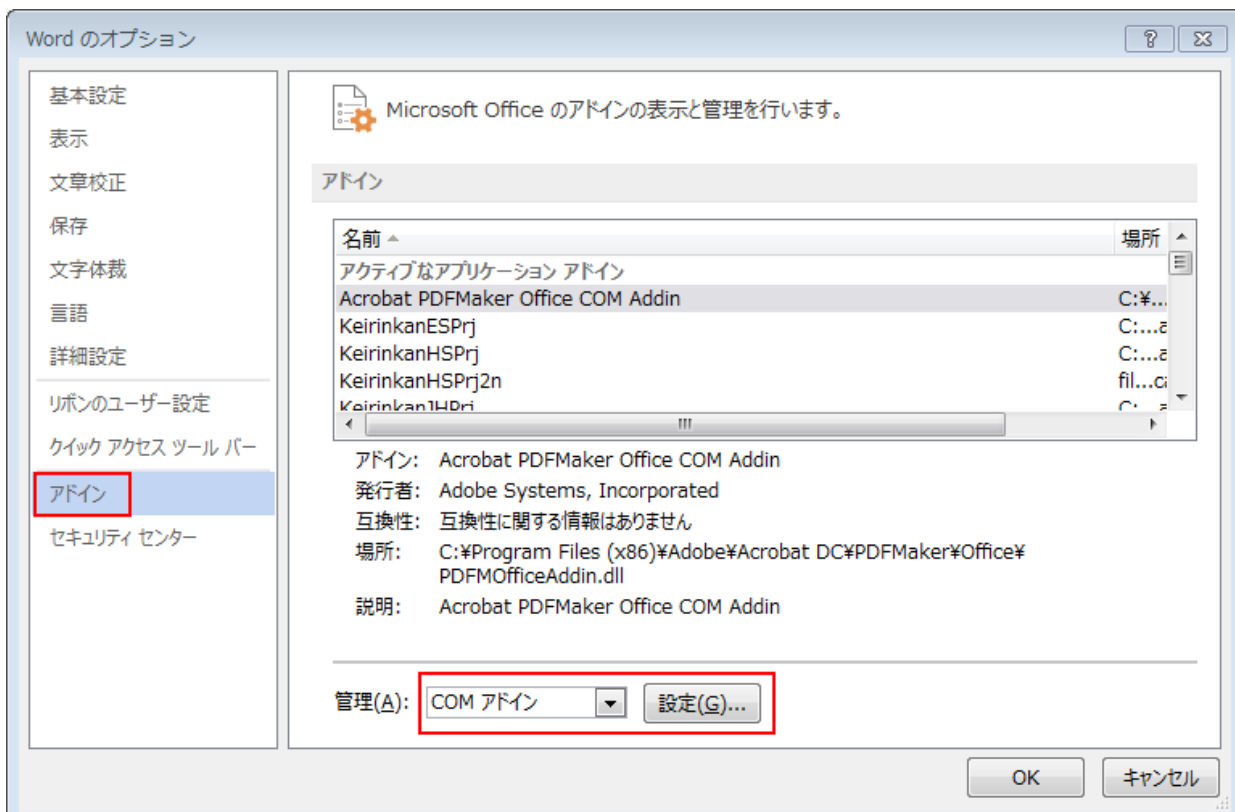 Word のオプション
基本設定
表示
文章校正
保存
文字体裁
言語
詳細設定
リボンのユーザー設定
クイック アクセス ツール バー
アドイン
セキュリティ センター
Microsoft Office のアドインの表示と管理を行います。
アドイン
名前 場所
アクティブなアプリケーション アドイン
Acrobat PDFMaker Office COM Addin C:¥...
KeirinkanESPrj C:...a
KeirinkanHSPrj C:...a
KeirinkanHSPrj2n fil...ca
KeirinkanJHPrj C:...a
アドイン: Acrobat PDFMaker Office COM Addin
発行者: Adobe Systems, Incorporated
互換性: 互換性に関する情報はありません
場所: C:¥Program Files (x86)¥Adobe¥Acrobat DC¥PDFMaker¥Office¥
PDFMOfficeAddin.dll
説明: Acrobat PDFMaker Office COM Addin
管理(A): COM アドイン 設定(G)...
OK キャンセル